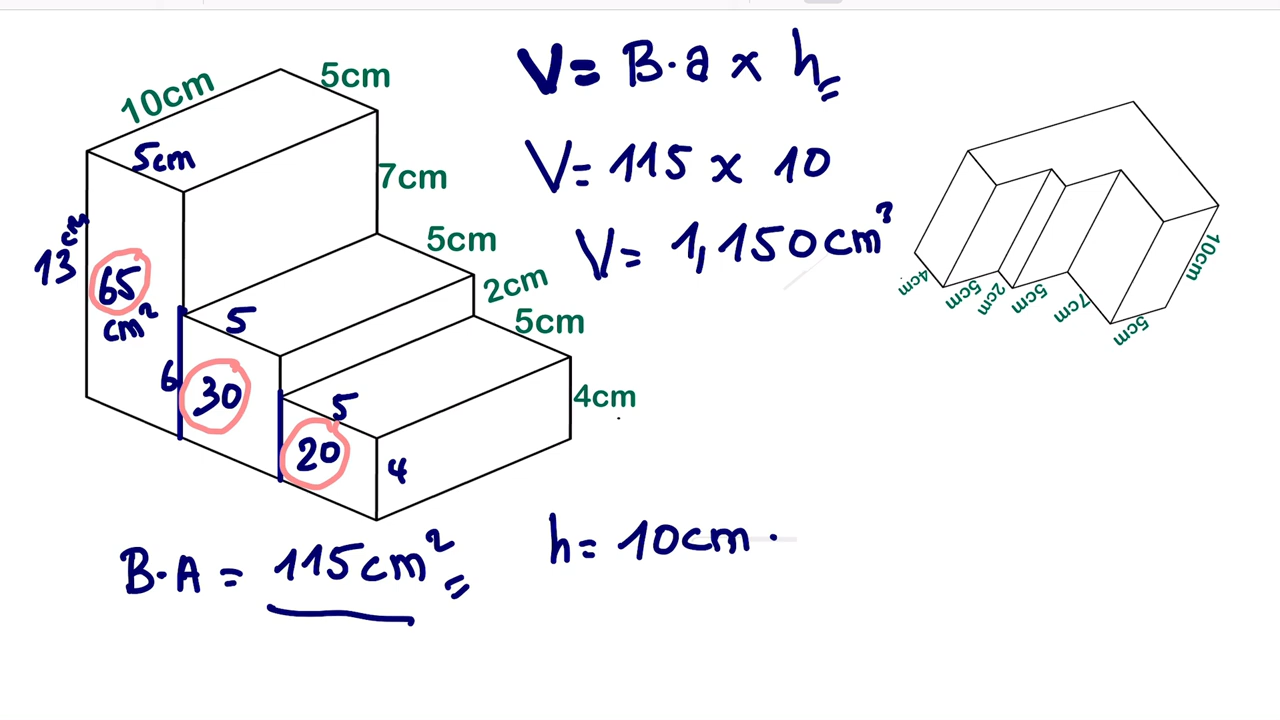 10cm
5cm
5cm
7cm
13cm
65
cm²
5cm
2cm
5
5cm
6
30
5
4cm
20
4
B.A = 115cm²
V= B.a x h
V= 115 x 10
V= 1,150cm³
h= 10cm.
4cm
5cm
2cm
5cm
7cm
5cm
10cm